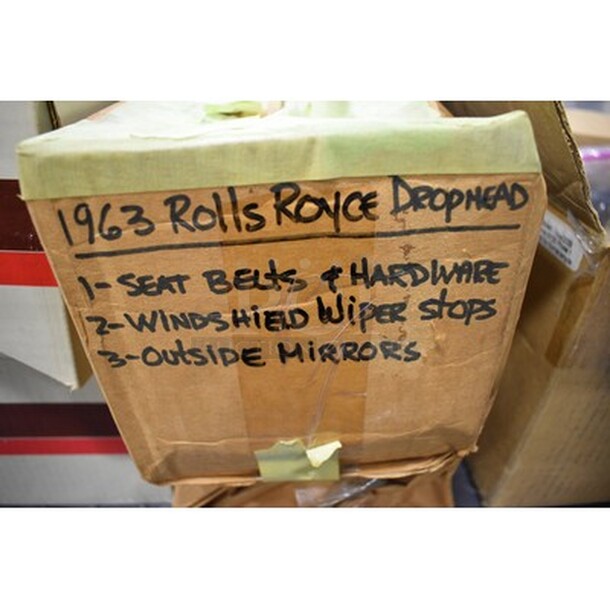 1963 Rolls Royce DROPHEAD
1-SEAT BELTS & HARDWARE
2-WINDSHIELD WIPER STOPS
3-OUTSIDE MIRRORS